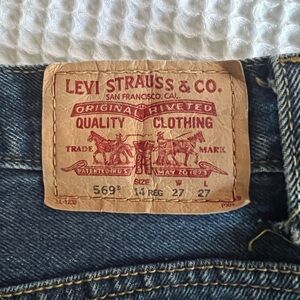 LEVI STRAUSS & CO.
SAN FRANCISCO, CAL.
ORIGINAL RIVETED
QUALITY CLOTHING
TRADE MARK
PATENTED IN U.S. MAY 20 1873
SIZE W L
569® 14 REG 27 27